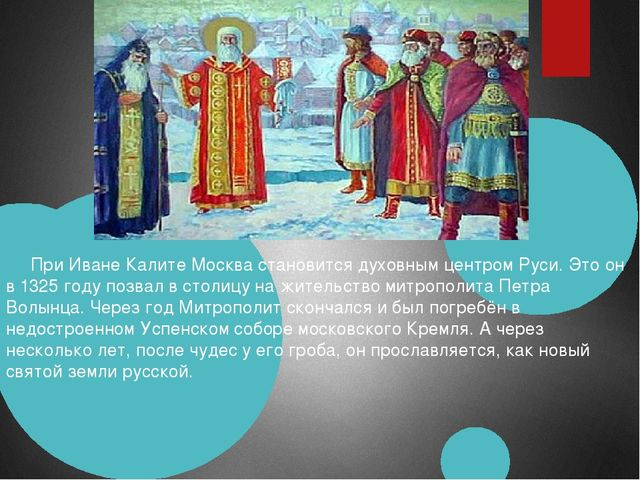 При Иване Калите Москва становится духовным центром Руси. Это он
в 1325 году позвал в столицу на жительство митрополита Петра
Волынца. Через год Митрополит скончался и был погребён в
недостроенном Успенском соборе московского Кремля. А через
несколько лет, после чудес у его гроба, он прославляется, как новый
святой земли русской.